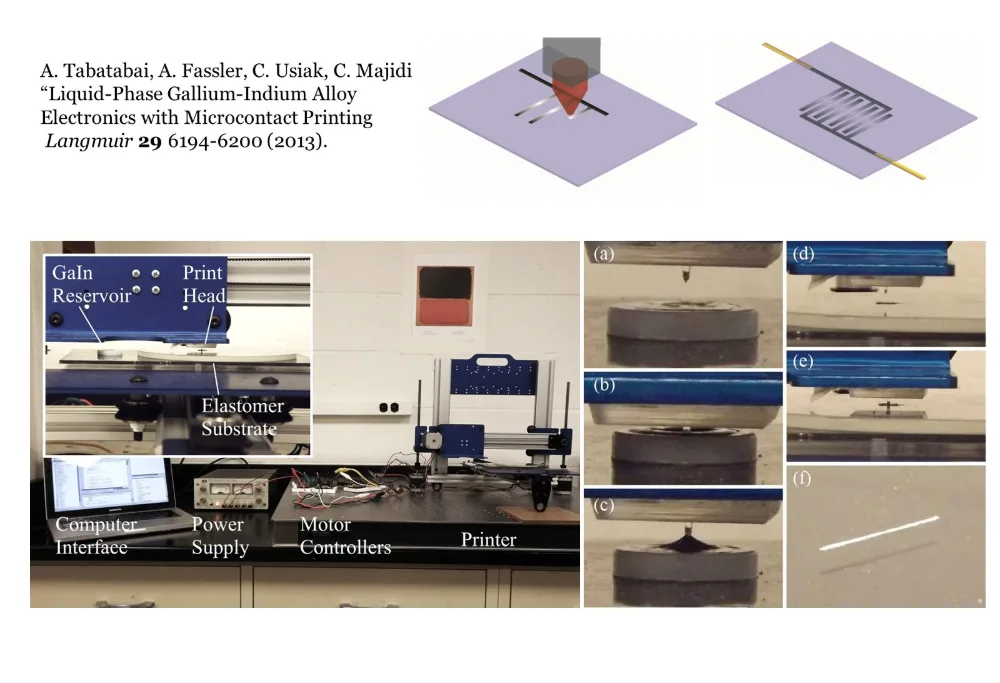 A. Tabatabai, A. Fassler, C. Usiak, C. Majidi
“Liquid-Phase Gallium-Indium Alloy
Electronics with Microcontact Printing
Langmuir 29 6194-6200 (2013).
GaIn
Reservoir
Print
Head
Elastomer
Substrate
Computer
Interface
Power
Supply
Motor
Controllers
Printer
(a)
(b)
(c)
(d)
(e)
(f)